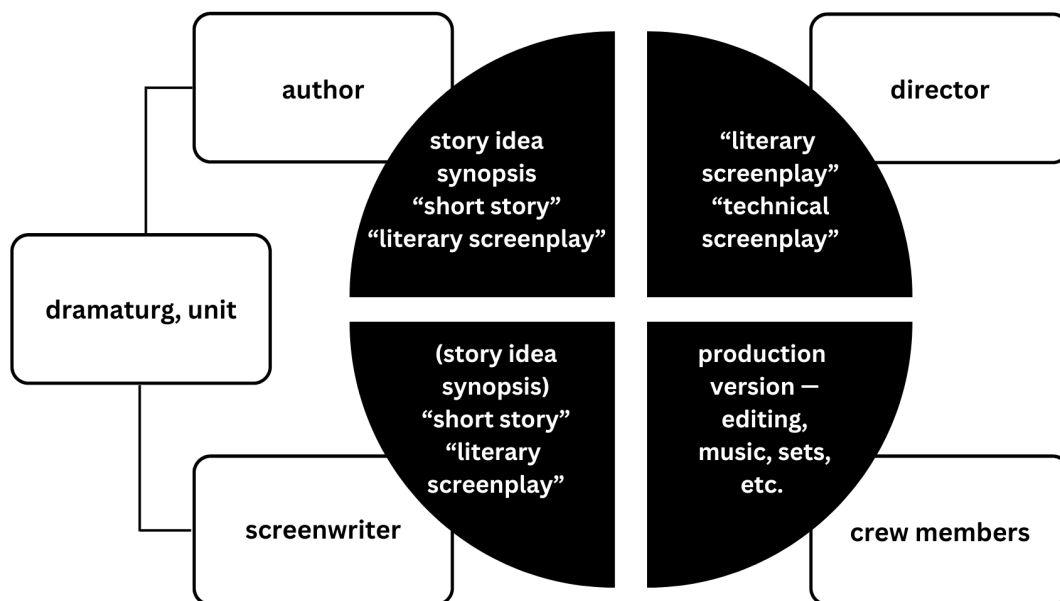 author
story idea
synopsis
“short story”
“literary screenplay”
“literary
screenplay”
“technical
screenplay”
director
dramaturg, unit
(story idea
synopsis)
“short story”
“literary
screenplay”
screenwriter
production
version —
editing,
music, sets,
etc.
crew members